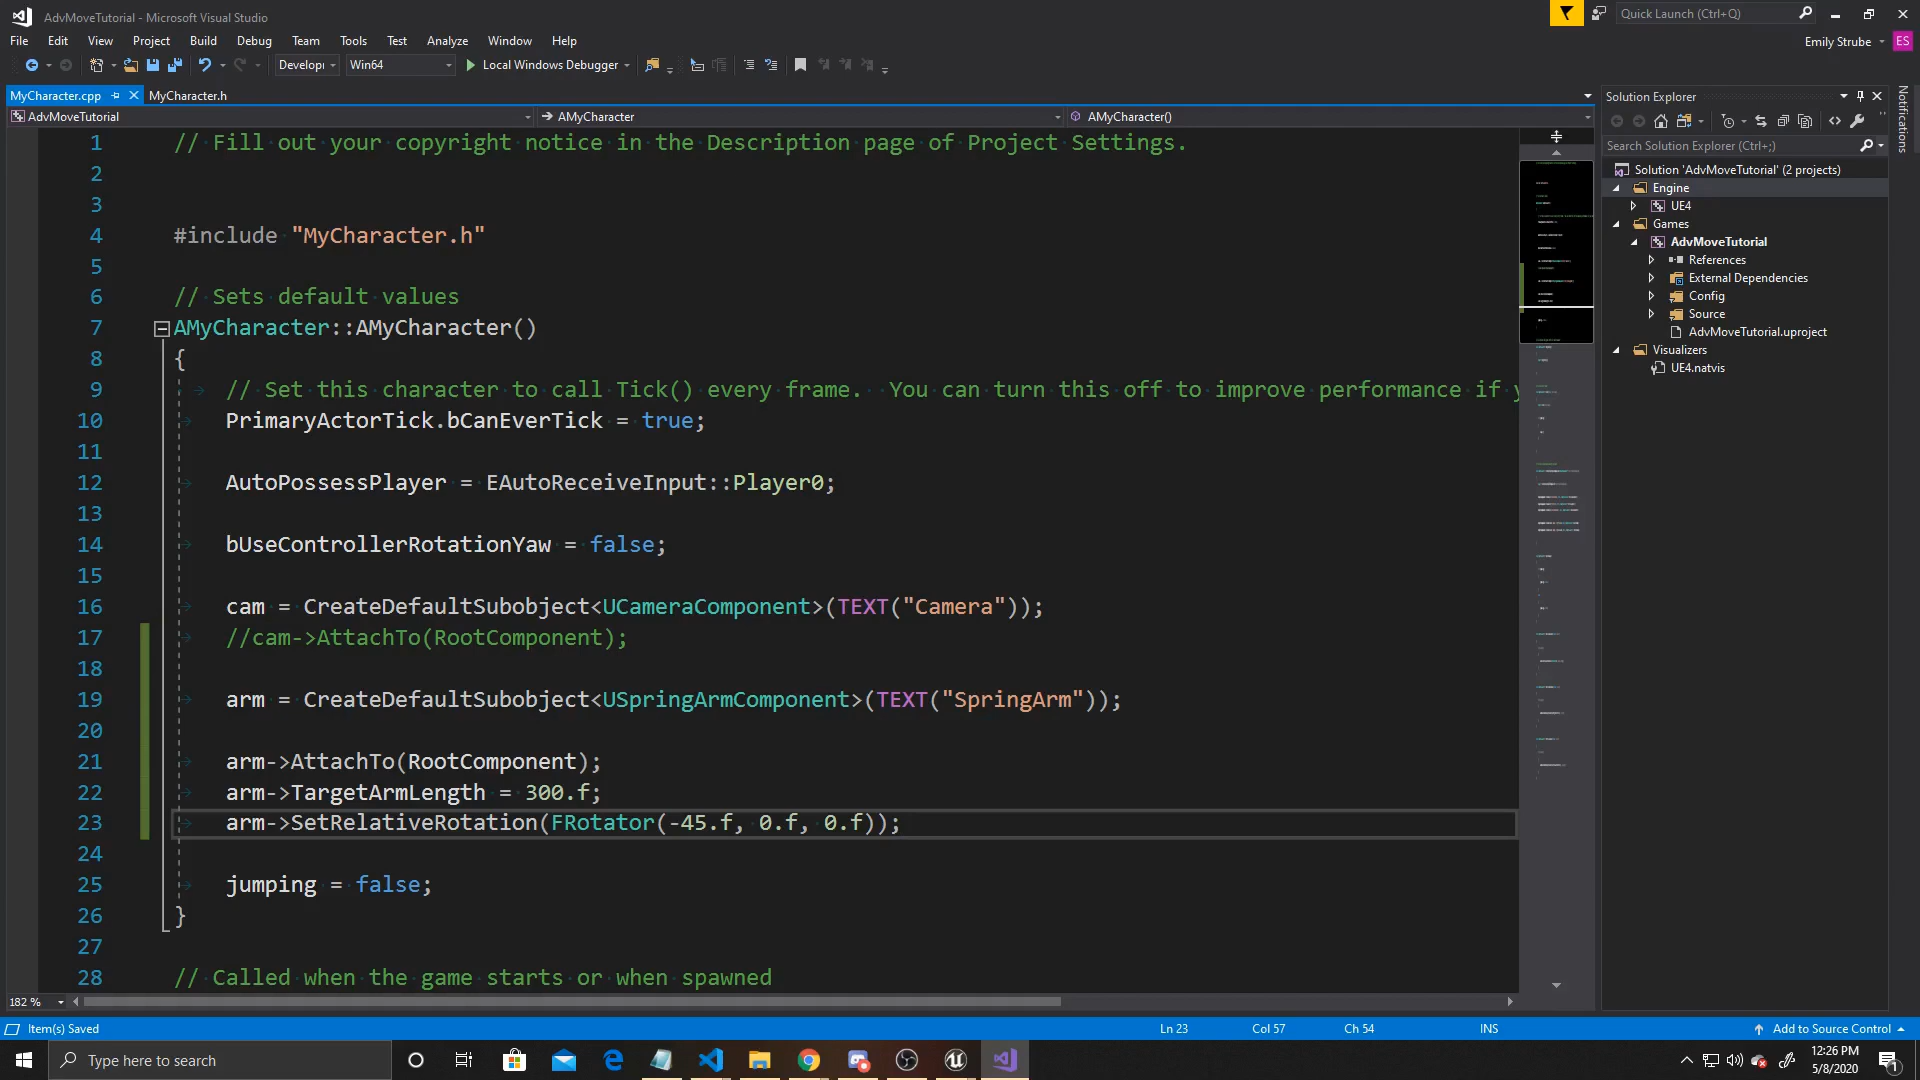 AdvMoveTutorial - Microsoft Visual Studio
Quick Launch (Ctrl+Q)
File Edit View Project Build Debug Team Tools Test Analyze Window Help
Emily Strube ES
Develop Win64 Local Windows Debugger
MyCharacter.cpp MyCharacter.h
AdvMoveTutorial AMyCharacter AMyCharacter()
1 // Fill out your copyright notice in the Description page of Project Settings.
2
3
4 #include "MyCharacter.h"
5
6 // Sets default values
7 AMyCharacter::AMyCharacter()
8 {
9 // Set this character to call Tick() every frame.  You can turn this off to improve performance if y
10 PrimaryActorTick.bCanEverTick = true;
11
12 AutoPossessPlayer = EAutoReceiveInput::Player0;
13
14 bUseControllerRotationYaw = false;
15
16 cam = CreateDefaultSubobject<UCameraComponent>(TEXT("Camera"));
17 //cam->AttachTo(RootComponent);
18
19 arm = CreateDefaultSubobject<USpringArmComponent>(TEXT("SpringArm"));
20
21 arm->AttachTo(RootComponent);
22 arm->TargetArmLength = 300.f;
23 arm->SetRelativeRotation(FRotator(-45.f, 0.f, 0.f));
24
25 jumping = false;
26 }
27
28 // Called when the game starts or when spawned
182 %
Solution Explorer
Search Solution Explorer (Ctrl+;)
Solution 'AdvMoveTutorial' (2 projects)
Engine
UE4
Games
AdvMoveTutorial
References
External Dependencies
Config
Source
AdvMoveTutorial.uproject
Visualizers
UE4.natvis
Notifications
Item(s) Saved Ln 23 Col 57 Ch 54 INS Add to Source Control
Type here to search
12:26 PM
5/8/2020
1